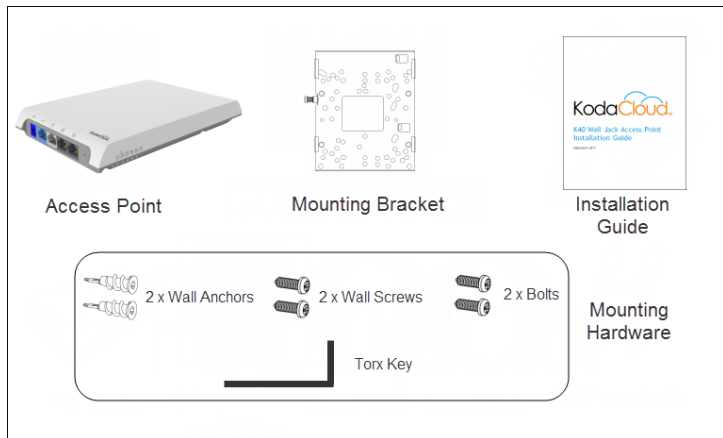 KodaCloud
K40 Wall Jack Access Point
Installation Guide
Access Point
Mounting Bracket
Installation
Guide
2 x Wall Anchors
2 x Wall Screws
2 x Bolts
Mounting
Hardware
Torx Key